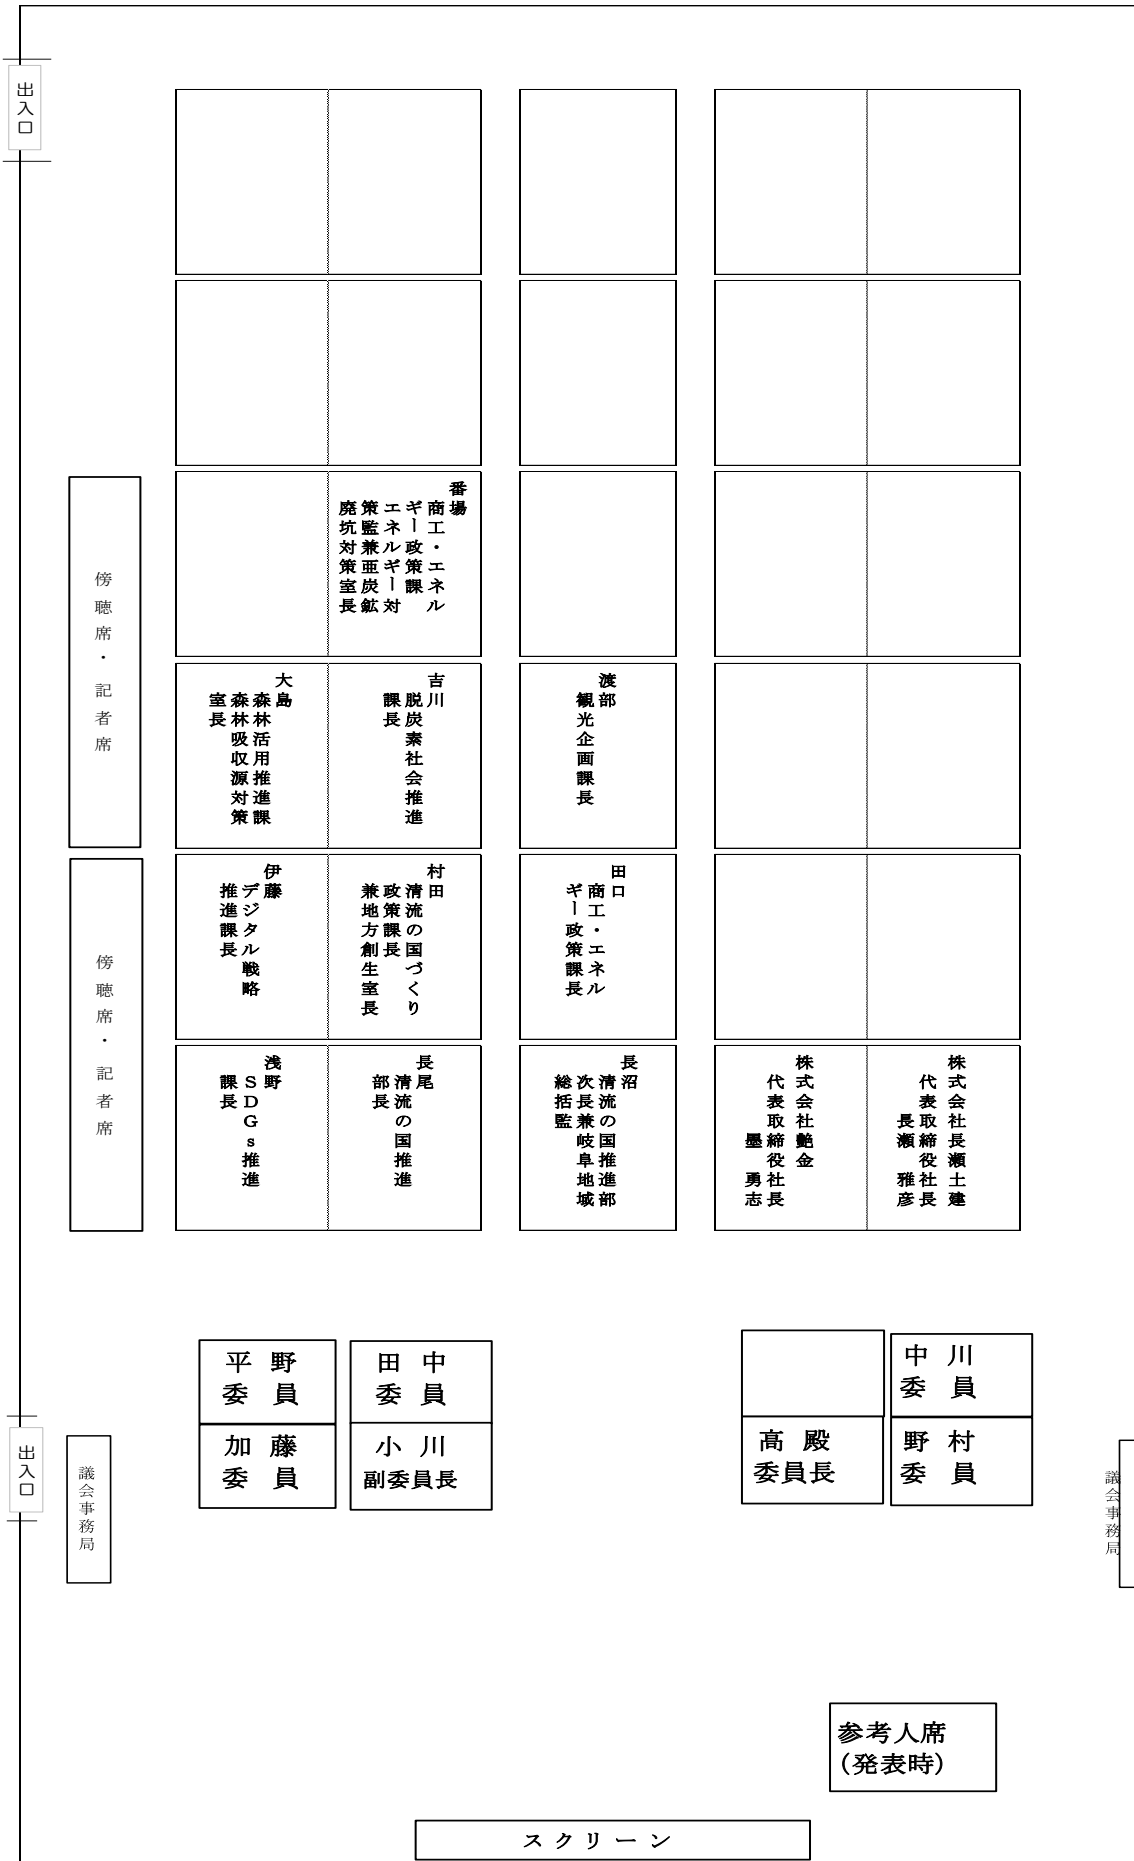 出入口
傍聴席・記者席
番場
商工・エネル
ギー政策課
エネルギー対
策監兼亜炭鉱
廃坑対策室長
大島
森林活用推進課
森林吸収源対策
室長
吉川
脱炭素社会推進
課長
渡部
観光企画課長
傍聴席・記者席
伊藤
デジタル戦略
推進課長
村田
清流の国づくり
政策課長
兼地方創生室長
田口
商工・エネル
ギー政策課長
浅野
SDGs推進
課長
長尾
清流の国推進
部長
長沼
清流の国推進部
次長兼岐阜地域
総括監
株式会社艶金
代表取締役社長
墨 勇志
株式会社長瀬土建
代表取締役社長
長瀬 雅彦
平野
委員
田中
委員
中川
委員
加藤
委員
小川
副委員長
高殿
委員長
野村
委員
出入口
議会事務局
議会事務局
参考人席
(発表時)
スクリーン